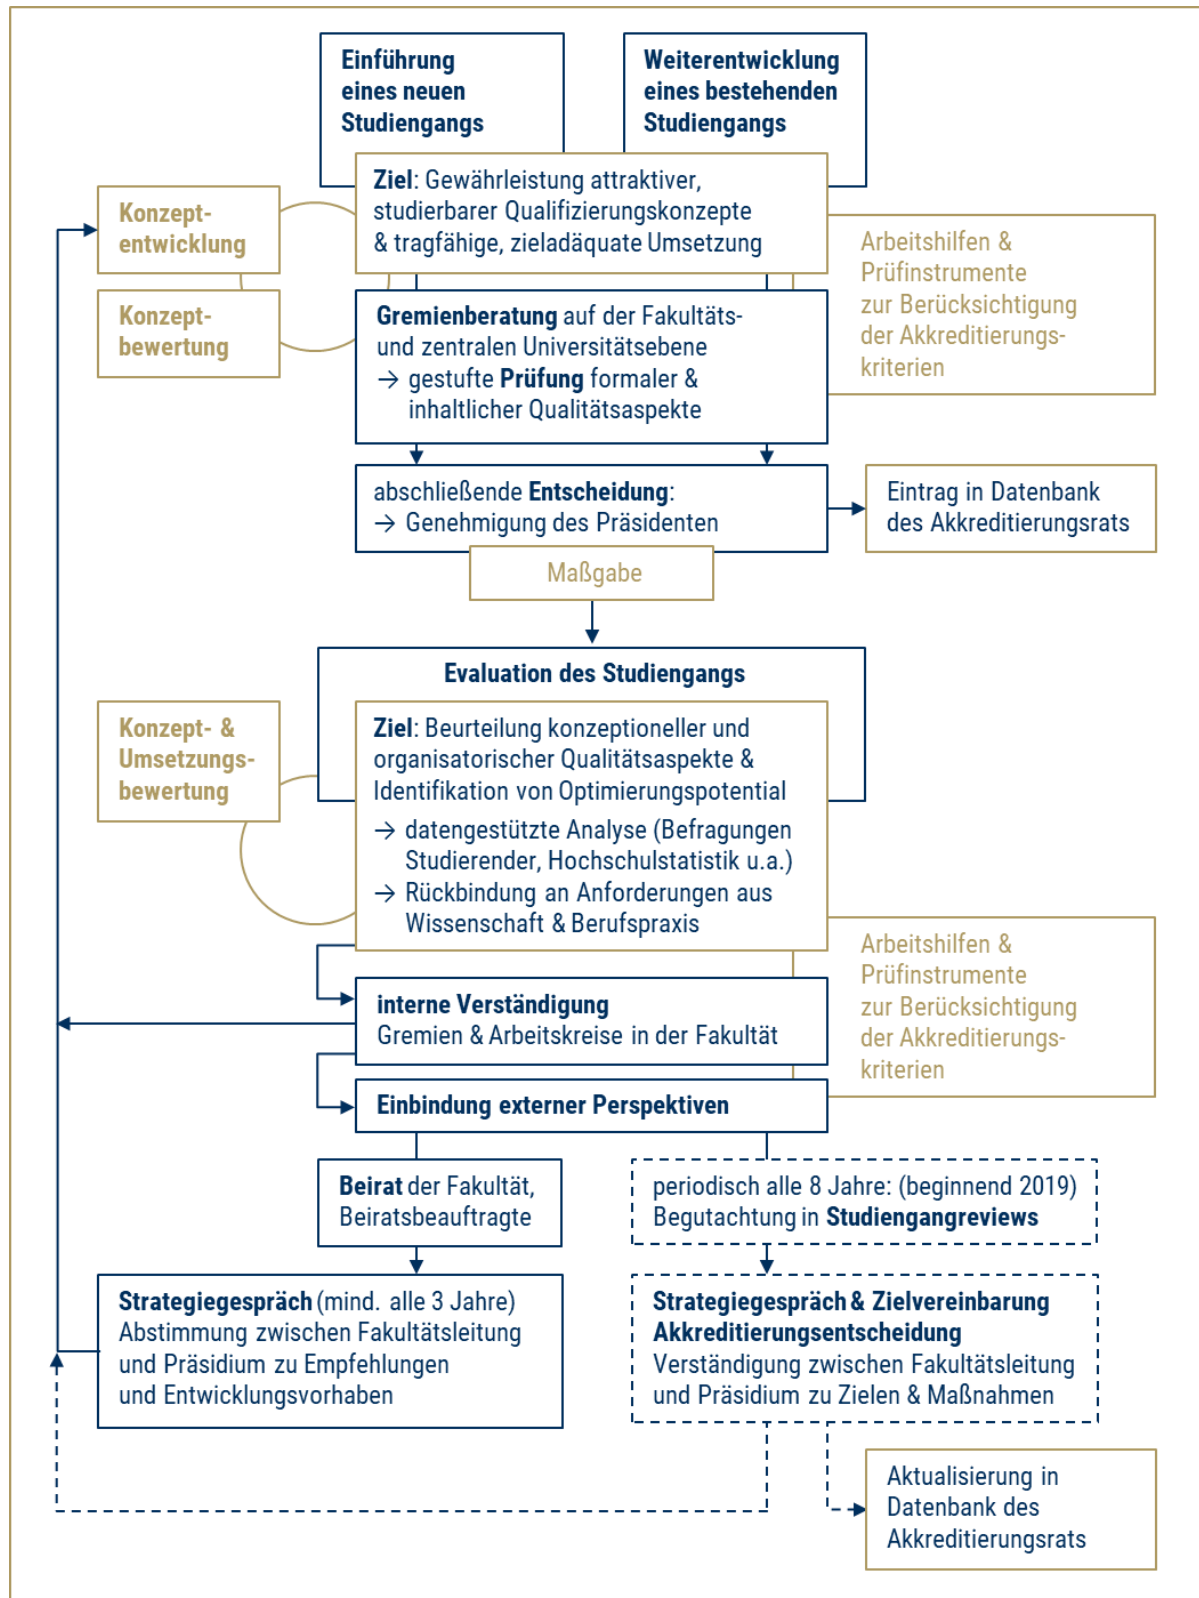 Einführung
eines neuen
Studiengangs
Weiterentwicklung
eines bestehenden
Studiengangs
Ziel: Gewährleistung attraktiver,
studierbarer Qualifizierungskonzepte
& tragfähige, zieladäquate Umsetzung
Konzept-
entwicklung
Konzept-
bewertung
Arbeitshilfen &
Prüfinstrumente
zur Berücksichtigung
der Akkreditierungs-
kriterien
Gremienberatung auf der Fakultäts-
und zentralen Universitätsebene
→ gestufte Prüfung formaler &
inhaltlicher Qualitätsaspekte
abschließende Entscheidung:
→ Genehmigung des Präsidenten
Eintrag in Datenbank
des Akkreditierungsrats
Maßgabe
Evaluation des Studiengangs
Konzept- &
Umsetzungs-
bewertung
Ziel: Beurteilung konzeptioneller und
organisatorischer Qualitätsaspekte &
Identifikation von Optimierungspotential
→ datengestützte Analyse (Befragungen
Studierender, Hochschulstatistik u.a.)
→ Rückbindung an Anforderungen aus
Wissenschaft & Berufspraxis
Arbeitshilfen &
Prüfinstrumente
zur Berücksichtigung
der Akkreditierungs-
kriterien
interne Verständigung
Gremien & Arbeitskreise in der Fakultät
Einbindung externer Perspektiven
Beirat der Fakultät,
Beiratsbeauftragte
periodisch alle 8 Jahre: (beginnend 2019)
Begutachtung in Studiengangreviews
Strategiegespräch (mind. alle 3 Jahre)
Abstimmung zwischen Fakultätsleitung
und Präsidium zu Empfehlungen
und Entwicklungsvorhaben
Strategiegespräch & Zielvereinbarung
Akkreditierungsentscheidung
Verständigung zwischen Fakultätsleitung
und Präsidium zu Zielen & Maßnahmen
Aktualisierung in
Datenbank des
Akkreditierungsrats